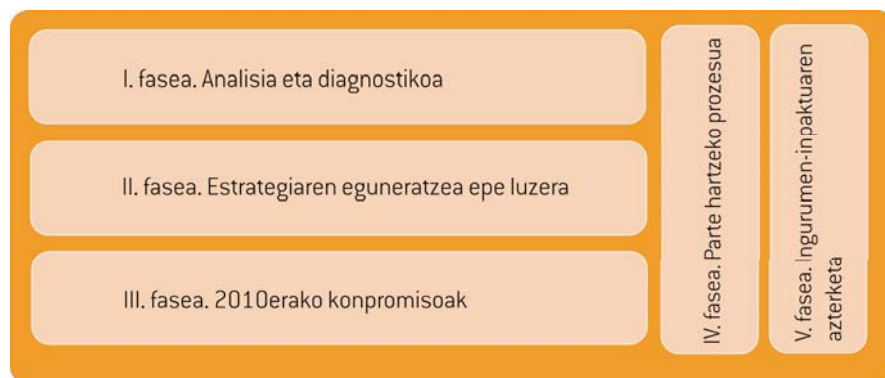 I. fasea. Analisia eta diagnostikoa
II. fasea. Estrategiaren eguneratzea epe luzera
III. fasea. 2010erako konpromisoak
IV. fasea. Parte hartzeko prozesua
V. fasea. Ingurumen-inpaktuaren
azterketa